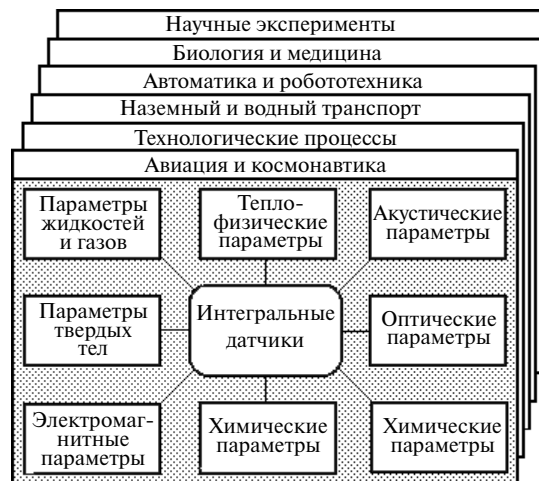 Научные эксперименты
Биология и медицина
Автоматика и робототехника
Наземный и водный транспорт
Технологические процессы
Авиация и космонавтика
Параметры
жидкостей
и газов
Тепло-
физические
параметры
Акустические
параметры
Параметры
твердых
тел
Интегральные
датчики
Оптические
параметры
Электромаг-
нитные
параметры
Химические
параметры
Химические
параметры